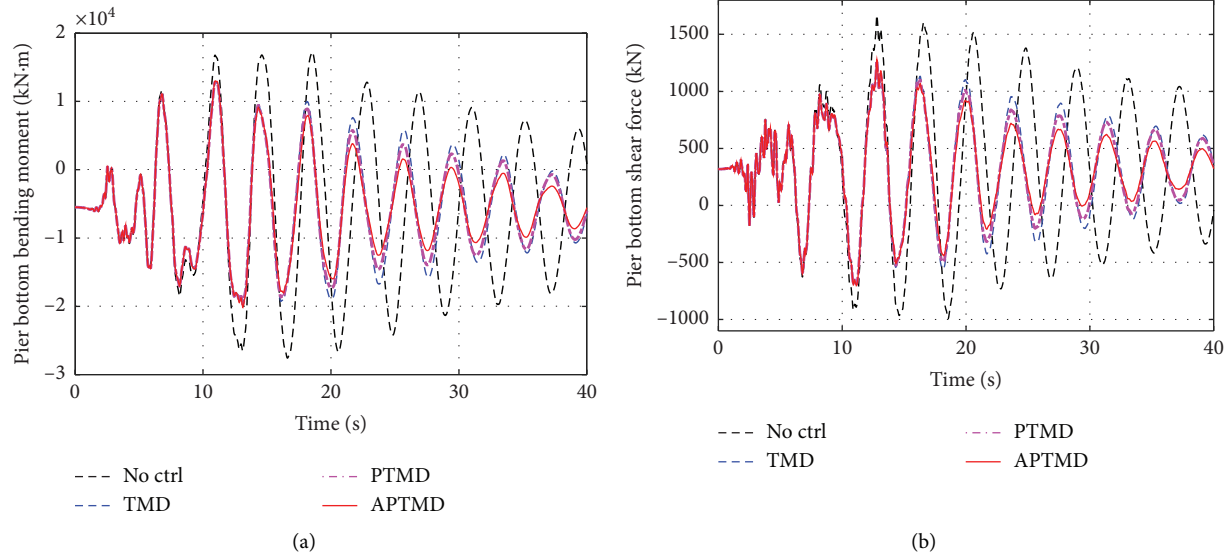 ×10⁴
2
1
0
−1
−2
−3
Pier bottom bending moment (kN·m)
0
10
20
30
40
Time (s)
No ctrl
TMD
PTMD
APTMD
(a)
1500
1000
500
0
−500
−1000
Pier bottom shear force (kN)
0
10
20
30
40
Time (s)
No ctrl
TMD
PTMD
APTMD
(b)